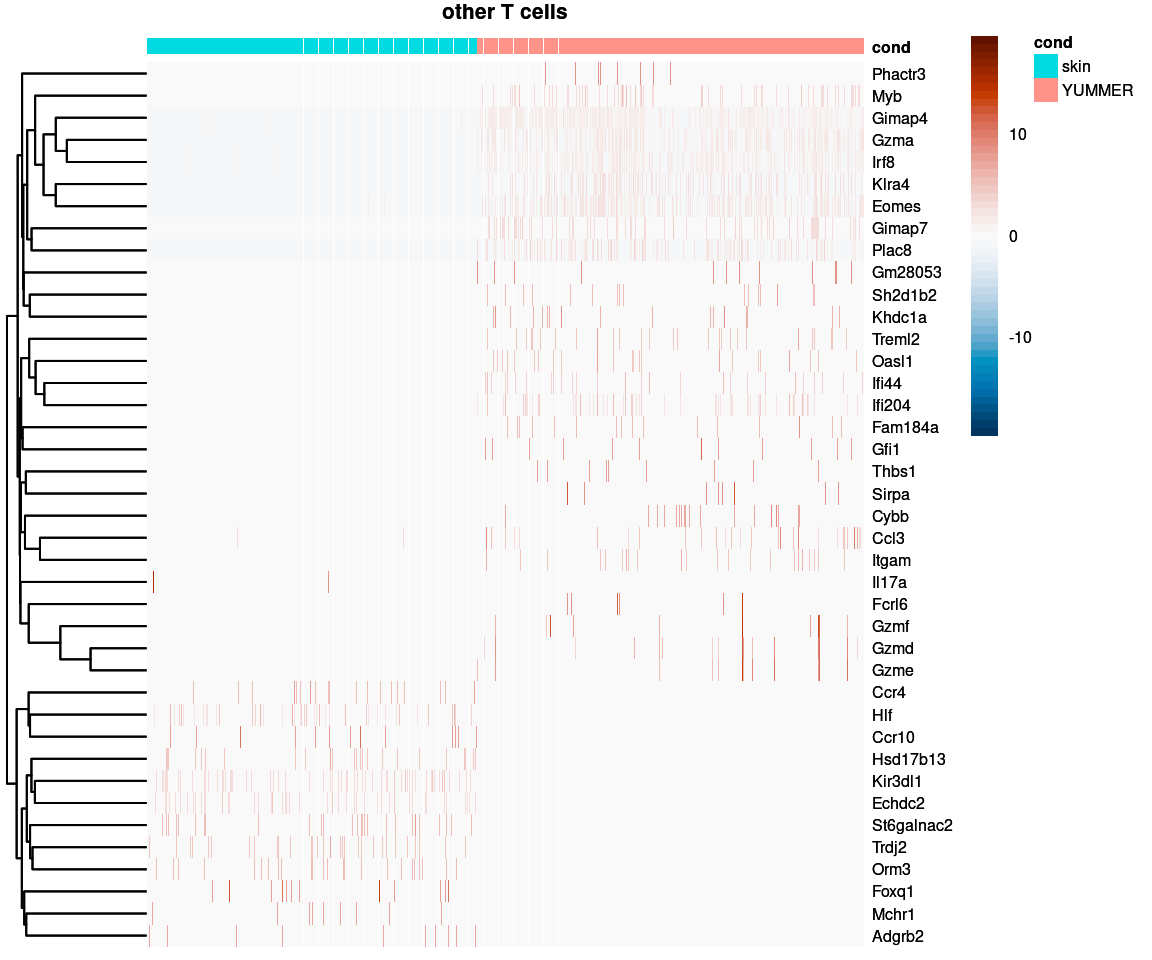 other T cells
cond
Phactr3
Myb
Gimap4
Gzma
Irf8
Klra4
Eomes
Gimap7
Plac8
Gm28053
Sh2d1b2
Khdc1a
Treml2
Oasl1
Ifi44
Ifi204
Fam184a
Gfi1
Thbs1
Sirpa
Cybb
Ccl3
Itgam
Il17a
Fcrl6
Gzmf
Gzmd
Gzme
Ccr4
Hlf
Ccr10
Hsd17b13
Kir3dl1
Echdc2
St6galnac2
Trdj2
Orm3
Foxq1
Mchr1
Adgrb2
10
0
-10
cond
skin
YUMMER